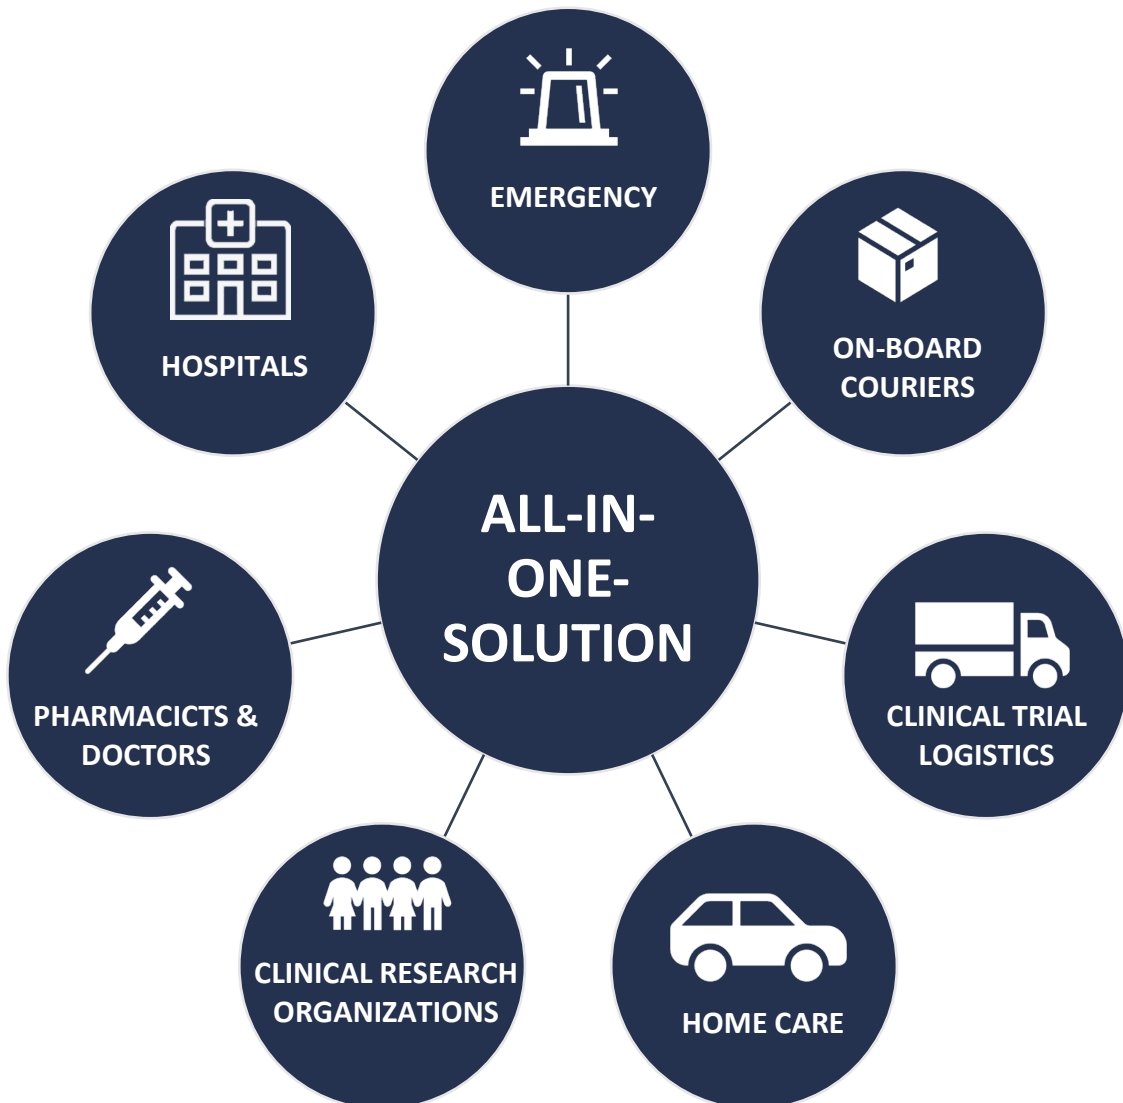 EMERGENCY
ON-BOARD
COURIERS
CLINICAL TRIAL
LOGISTICS
HOME CARE
CLINICAL RESEARCH
ORGANIZATIONS
PHARMACICTS &
DOCTORS
HOSPITALS
ALL-IN-
ONE-
SOLUTION